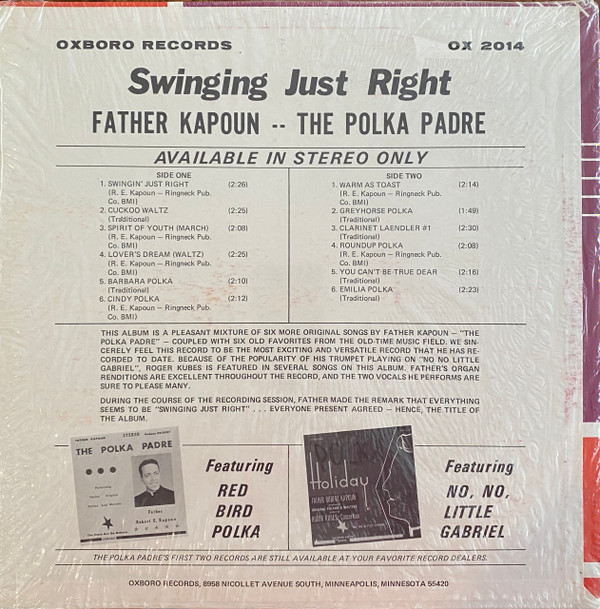 OXBORO RECORDS OX 2014
Swinging Just Right
FATHER KAPOUN -- THE POLKA PADRE
AVAILABLE IN STEREO ONLY
SIDE ONE
1. SWINGIN' JUST RIGHT (2:26)
(R. E. Kapoun — Ringneck Pub.
Co. BMI)
2. CUCKOO WALTZ (2:25)
(Traditional)
3. SPIRIT OF YOUTH (MARCH) (2:08)
(R. E. Kapoun — Ringneck Pub.
Co. BMI)
4. LOVER'S DREAM (WALTZ) (2:25)
(R. E. Kapoun — Ringneck Pub.
Co. BMI)
5. BARBARA POLKA (2:10)
(Traditional)
6. CINDY POLKA (2:12)
(R. E. Kapoun — Ringneck Pub.
Co. BMI)
SIDE TWO
1. WARM AS TOAST (2:14)
(R. E. Kapoun — Ringneck Pub.
Co. BMI)
2. GREYHORSE POLKA (1:49)
(Traditional)
3. CLARINET LAENDLER #1 (2:30)
(Traditional)
4. ROUNDUP POLKA (2:08)
(R. E. Kapoun — Ringneck Pub.
Co. BMI)
5. YOU CAN'T BE TRUE DEAR (2:16)
(Traditional)
6. EMILIA POLKA (2:23)
(Traditional)
THIS ALBUM IS A PLEASANT MIXTURE OF SIX MORE ORIGINAL SONGS BY FATHER KAPOUN — "THE
POLKA PADRE" — COUPLED WITH SIX OLD FAVORITES FROM THE OLD-TIME MUSIC FIELD. WE SIN-
CERELY FEEL THIS RECORD TO BE THE MOST EXCITING AND VERSATILE RECORD THAT HE HAS RE-
CORDED TO DATE. BECAUSE OF THE POPULARITY OF HIS TRUMPET PLAYING ON "NO NO LITTLE
GABRIEL", ROGER KUBES IS FEATURED IN SEVERAL SONGS ON THIS ALBUM. FATHER'S ORGAN
RENDITIONS ARE EXCELLENT THROUGHOUT THE RECORD, AND THE TWO VOCALS HE PERFORMS ARE
SURE TO PLEASE MANY.
DURING THE COURSE OF THE RECORDING SESSION, FATHER MADE THE REMARK THAT EVERYTHING
SEEMS TO BE "SWINGING JUST RIGHT" . . . EVERYONE PRESENT AGREED — HENCE, THE TITLE OF
THE ALBUM.
FATHER KAPOUN STEREO
THE POLKA PADRE
Father
Robert E. Kapoun
Featuring
RED
BIRD
POLKA
POLKA
Holiday
Featuring
NO, NO,
LITTLE
GABRIEL
THE POLKA PADRE'S FIRST TWO RECORDS ARE STILL AVAILABLE AT YOUR FAVORITE RECORD DEALERS.
OXBORO RECORDS, 8958 NICOLLET AVENUE SOUTH, MINNEAPOLIS, MINNESOTA 55420